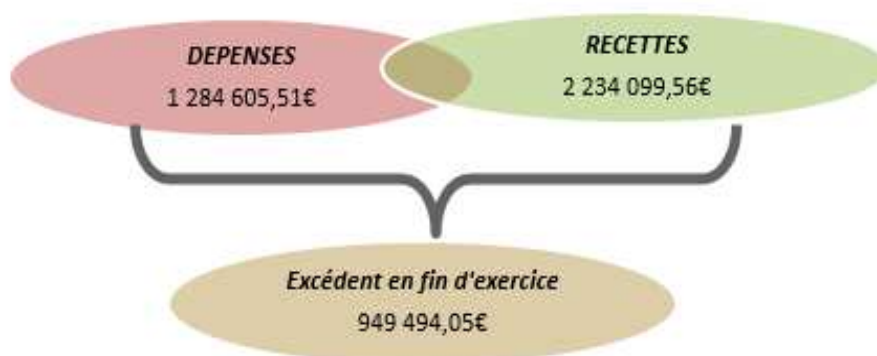 DEPENSES
1 284 605,51€
RECETTES
2 234 099,56€
Excédent en fin d'exercice
949 494,05€